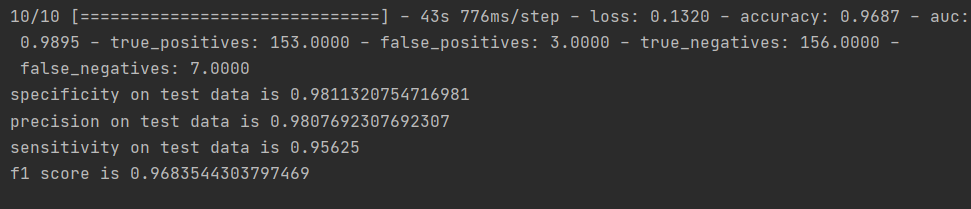 10/10 [==============================] - 43s 776ms/step - loss: 0.1320 - accuracy: 0.9687 - auc:
0.9895 - true_positives: 153.0000 - false_positives: 3.0000 - true_negatives: 156.0000 -
false_negatives: 7.0000
specificity on test data is 0.9811320754716981
precision on test data is 0.9807692307692307
sensitivity on test data is 0.95625
f1 score is 0.9683544303797469